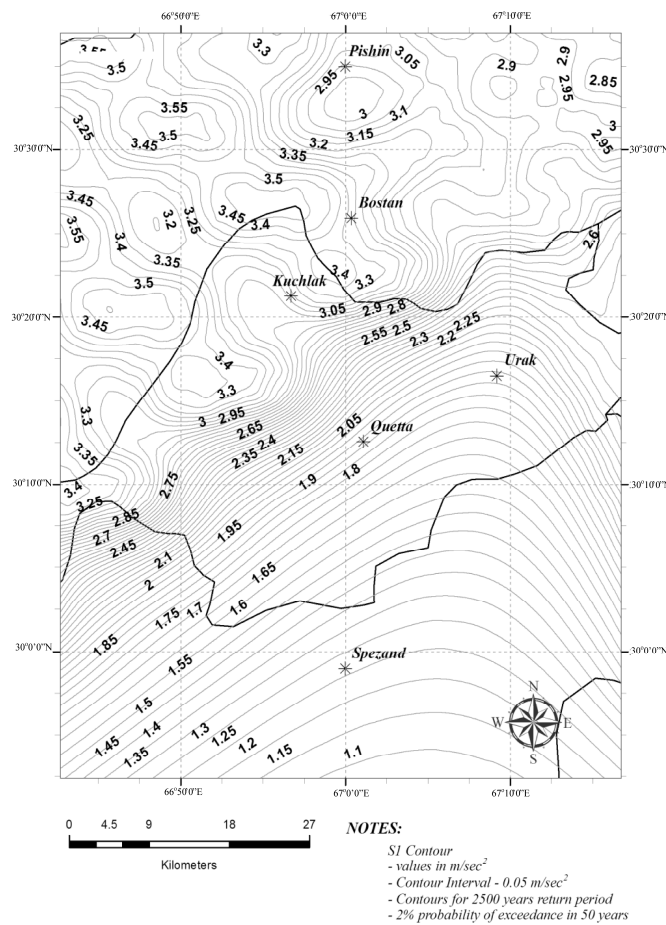 66°50'0"E 67°0'0"E 67°10'0"E
3.3 Pishin 3.05 2.9
3.5 2.95 2.9 2.85
3.55 3 3.1 2.95
3.25 3.5 3.15 3
3.45 3.2 2.95
30°30'0"N 3.35 30°30'0"N
3.5
3.45 Bostan
3.2 3.25 3.45
3.55 3.4 3.4 2.6
3.35
3.5 Kuchlak 3.4 3.3
30°20'0"N 3.45 3.05 2.9 2.8 30°20'0"N
2.55 2.5 2.3 2.2 2.25
3.4 Urak
3.3
3.3 3 2.95 2.05
2.65 Quetta
3.35 2.35 2.4 2.15
30°10'0"N 3.4 2.75 1.9 1.8 30°10'0"N
3.25
2.85
2.7 1.95
2.45
2.1
2 1.65
1.75 1.7 1.6
30°0'0"N 1.85 30°0'0"N
1.55 Spezand
1.5 N
1.4 1.3 W E
1.45 1.25
1.35 1.2 1.15 1.1 S
66°50'0"E 67°0'0"E 67°10'0"E
0 4.5 9 18 27
Kilometers
NOTES:
S1 Contour
- values in m/sec²
- Contour Interval - 0.05 m/sec²
- Contours for 2500 years return period
- 2% probability of exceedance in 50 years